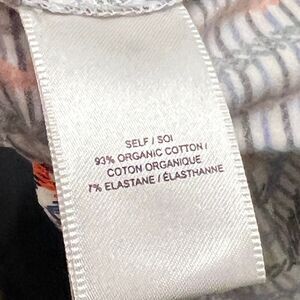 SELF / SOI
93% ORGANIC COTTON /
COTON ORGANIQUE
7% ELASTANE / ÉLASTHANNE